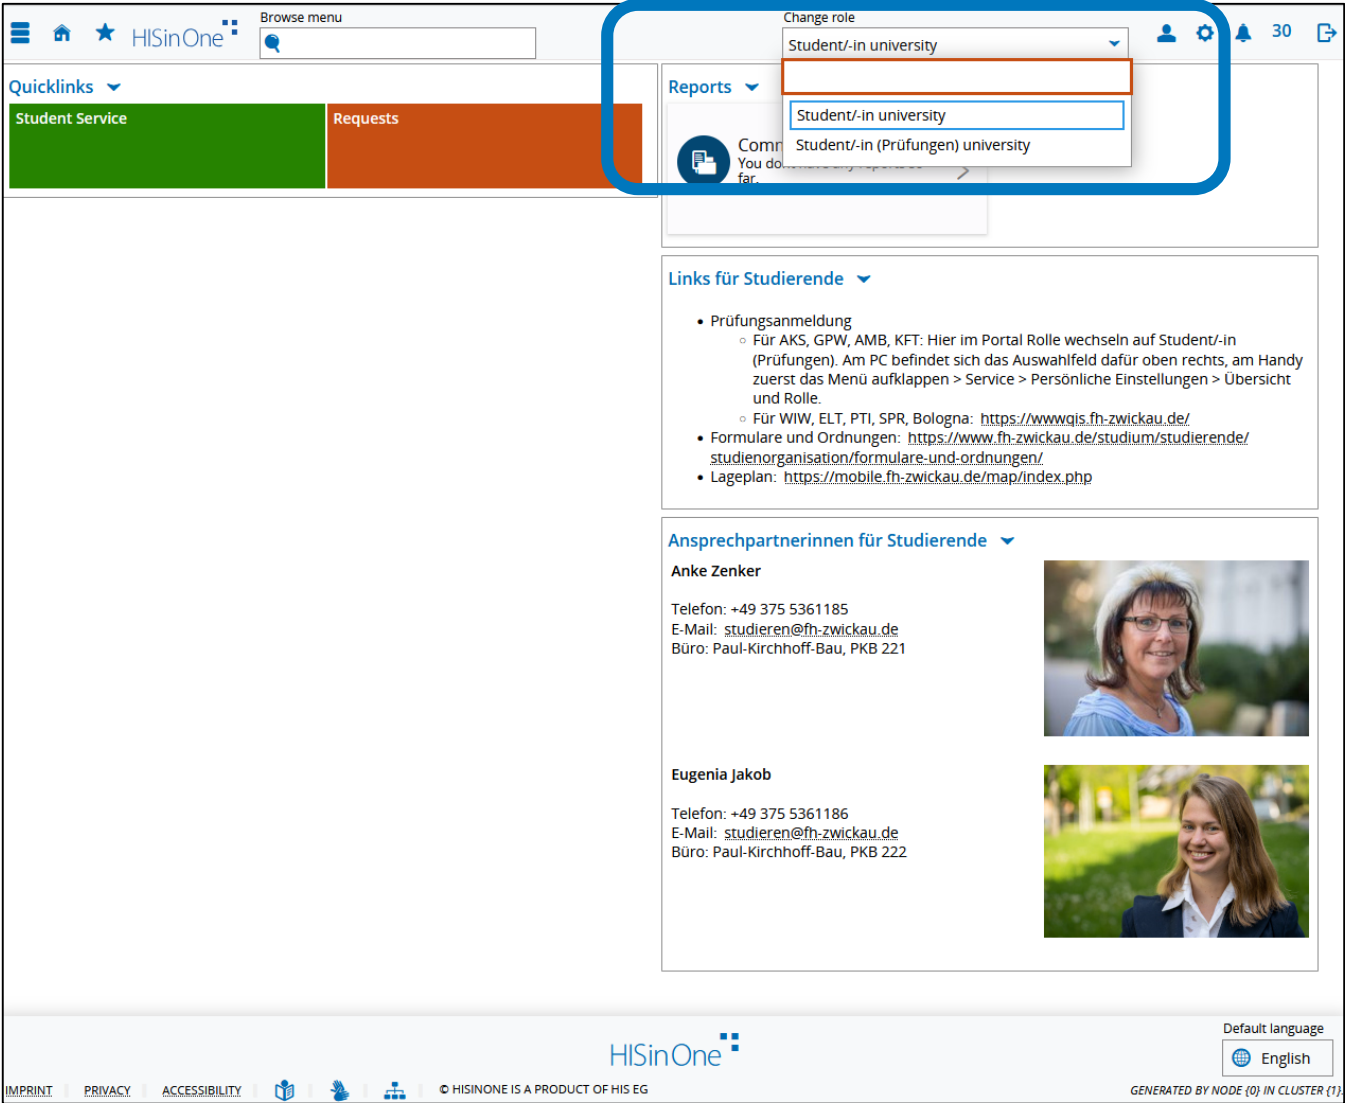 Browse menu
Change role
HISinOne
Student/-in university
30
Quicklinks
Reports
Student/-in university
Student Service
Requests
Student/-in (Prüfungen) university
You
far.
Links für Studierende
• Prüfungsanmeldung
◦ Für AKS, GPW, AMB, KFT: Hier im Portal Rolle wechseln auf Student/-in
(Prüfungen). Am PC befindet sich das Auswahlfeld dafür oben rechts, am Handy
zuerst das Menü aufklappen > Service > Persönliche Einstellungen > Übersicht
und Rolle.
◦ Für WIW, ELT, PTI, SPR, Bologna: https://wwwqis.fh-zwickau.de/
• Formulare und Ordnungen: https://www.fh-zwickau.de/studium/studierende/
studienorganisation/formulare-und-ordnungen/
• Lageplan: https://mobile.fh-zwickau.de/map/index.php
Ansprechpartnerinnen für Studierende
Anke Zenker
Telefon: +49 375 5361185
E-Mail: studieren@fh-zwickau.de
Büro: Paul-Kirchhoff-Bau, PKB 221
Eugenia Jakob
Telefon: +49 375 5361186
E-Mail: studieren@fh-zwickau.de
Büro: Paul-Kirchhoff-Bau, PKB 222
Default language
HISinOne
English
IMPRINT
PRIVACY
ACCESSIBILITY
© HISINONE IS A PRODUCT OF HIS EG
GENERATED BY NODE {0} IN CLUSTER {1}.